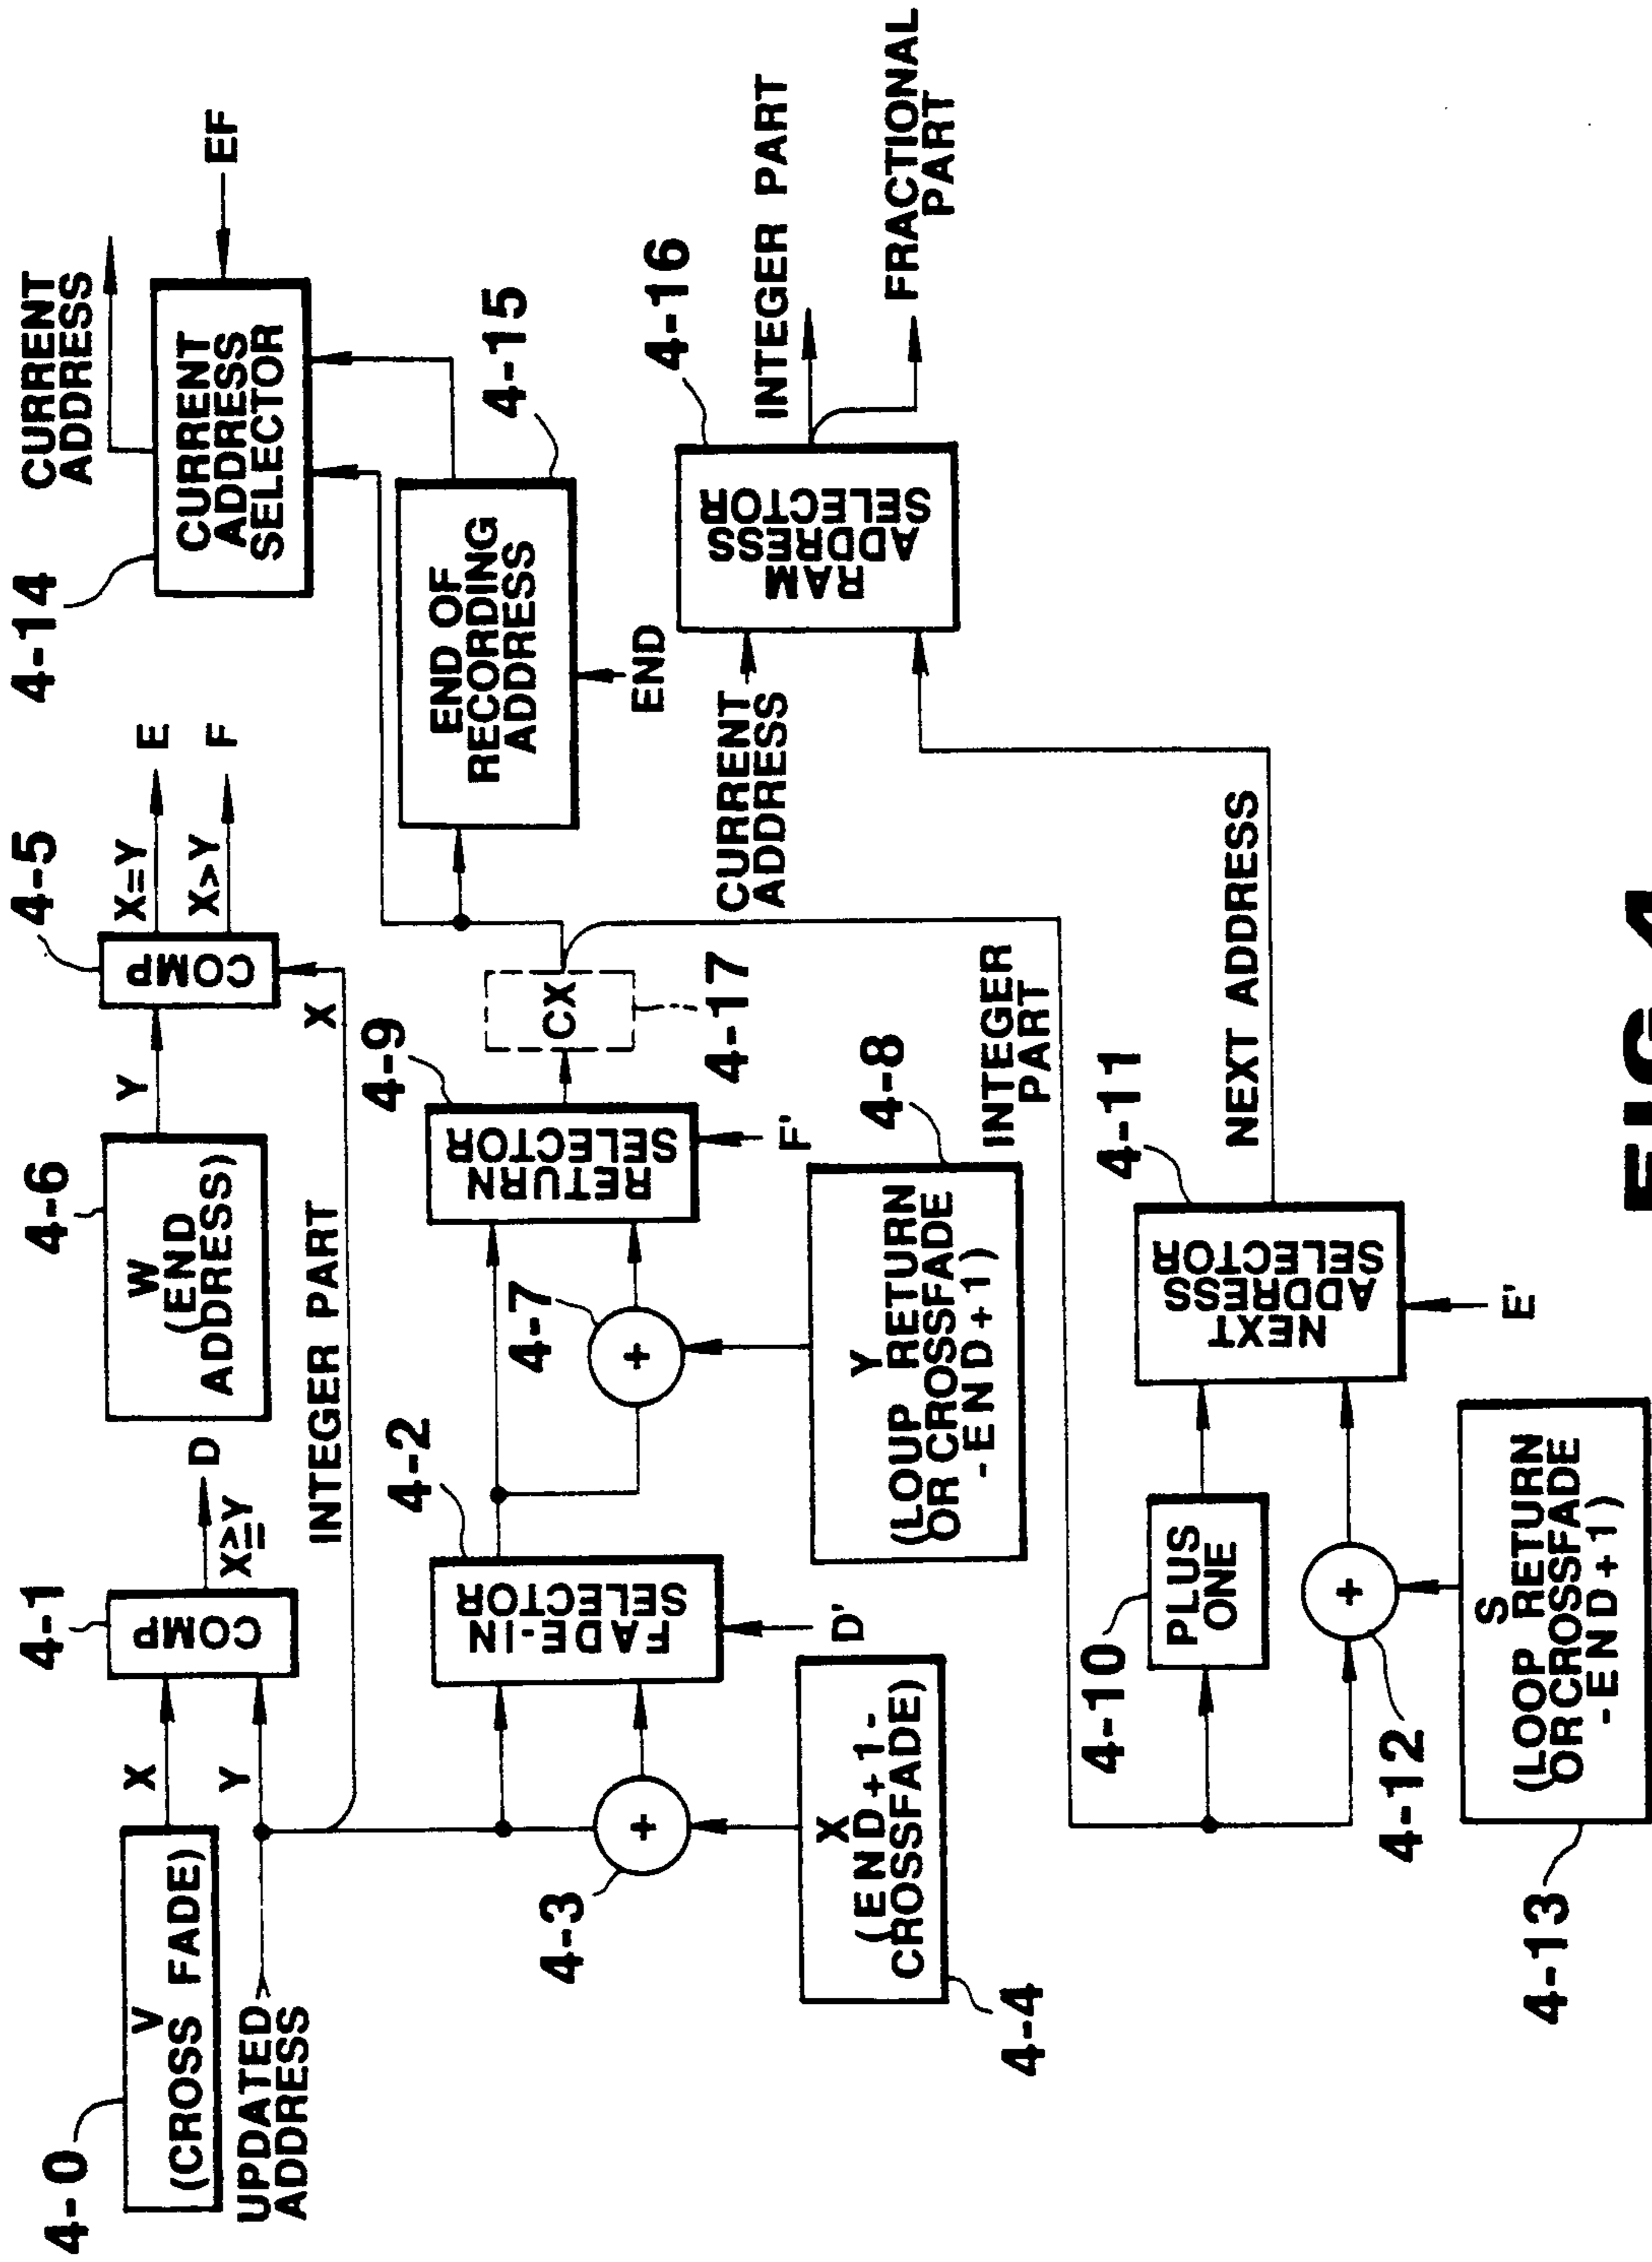 4-0
V
(CROSS FADE)
UPDATED
ADDRESS
X
Y
4-1
COMP
X>=Y
D
4-6
W
(END
ADDRESS)
Y
4-5
COMP
X
X=Y
E
X>Y
F
INTEGER PART
4-14
CURRENT
ADDRESS
SELECTOR
CURRENT
ADDRESS
EF
4-3
+
4-4
X
(END+1-
CROSSFADE)
4-2
FADE-IN
SELECTOR
D'
4-7
+
4-9
RETURN
SELECTOR
F'
4-8
Y
(LOUP RETURN
OR CROSSFADE
-END+1)
CX
4-17
4-15
END OF
RECORDING
ADDRESS
END
4-16
RAM
ADDRESS
SELECTOR
CURRENT
ADDRESS
INTEGER PART
FRACTIONAL
PART
INTEGER
PART
4-10
PLUS
ONE
4-12
+
4-13
S
(LOOP RETURN
OR CROSSFADE
-END+1)
4-11
NEXT
ADDRESS
SELECTOR
E'
NEXT ADDRESS